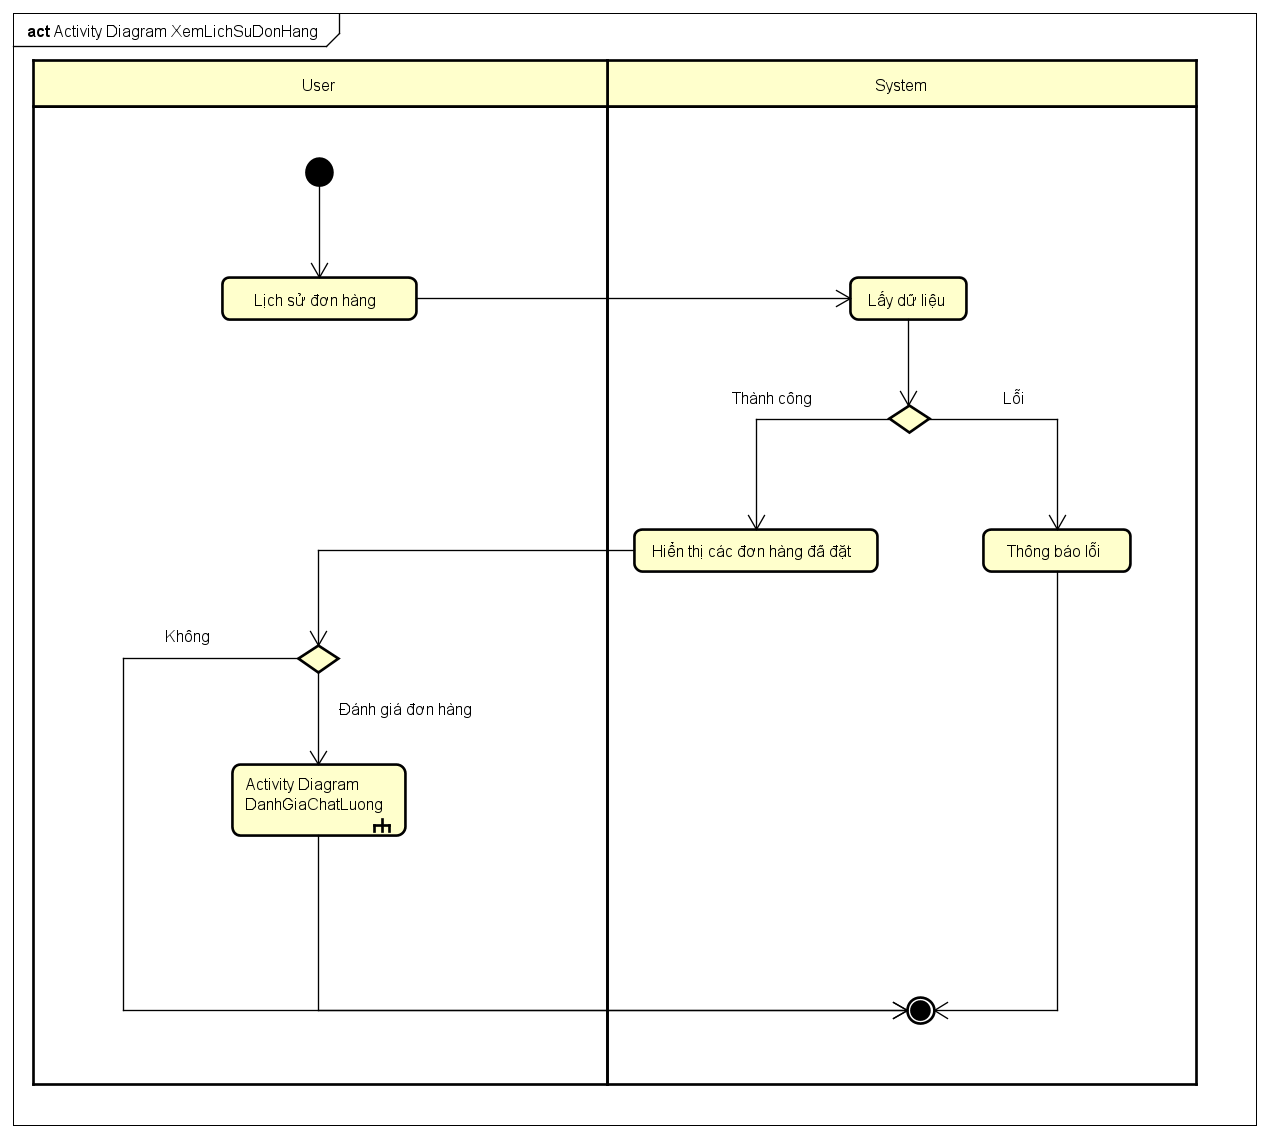 act Activity Diagram XemLichSuDonHang
User
System
Lịch sử đơn hàng
Lấy dữ liệu
Thành công
Lỗi
Hiển thị các đơn hàng đã đặt
Thông báo lỗi
Không
Đánh giá đơn hàng
Activity Diagram
DanhGiaChatLuong